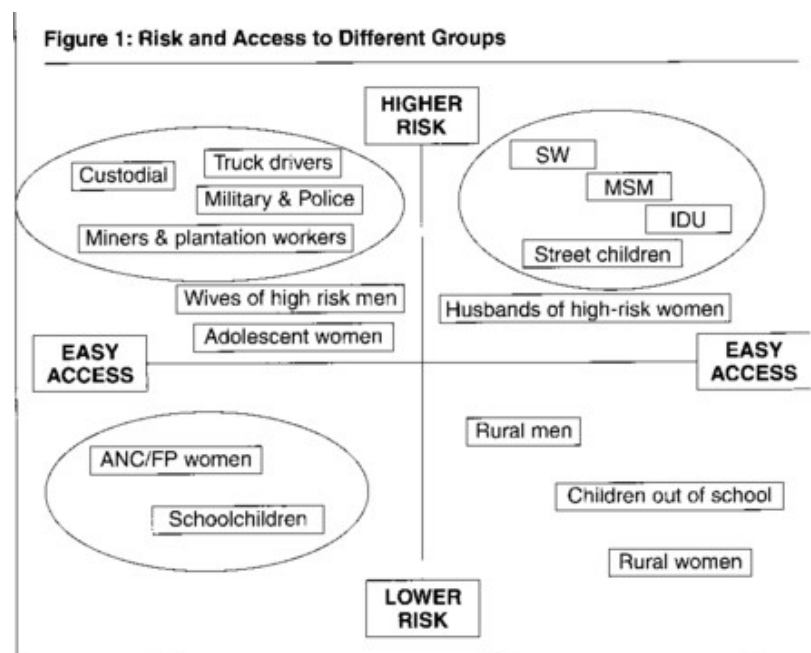 Figure 1: Risk and Access to Different Groups
HIGHER
RISK
Custodial
Truck drivers
Military & Police
Miners & plantation workers
SW
MSM
IDU
Street children
Wives of high risk men
Adolescent women
Husbands of high-risk women
EASY
ACCESS
EASY
ACCESS
ANC/FP women
Schoolchildren
Rural men
Children out of school
Rural women
LOWER
RISK